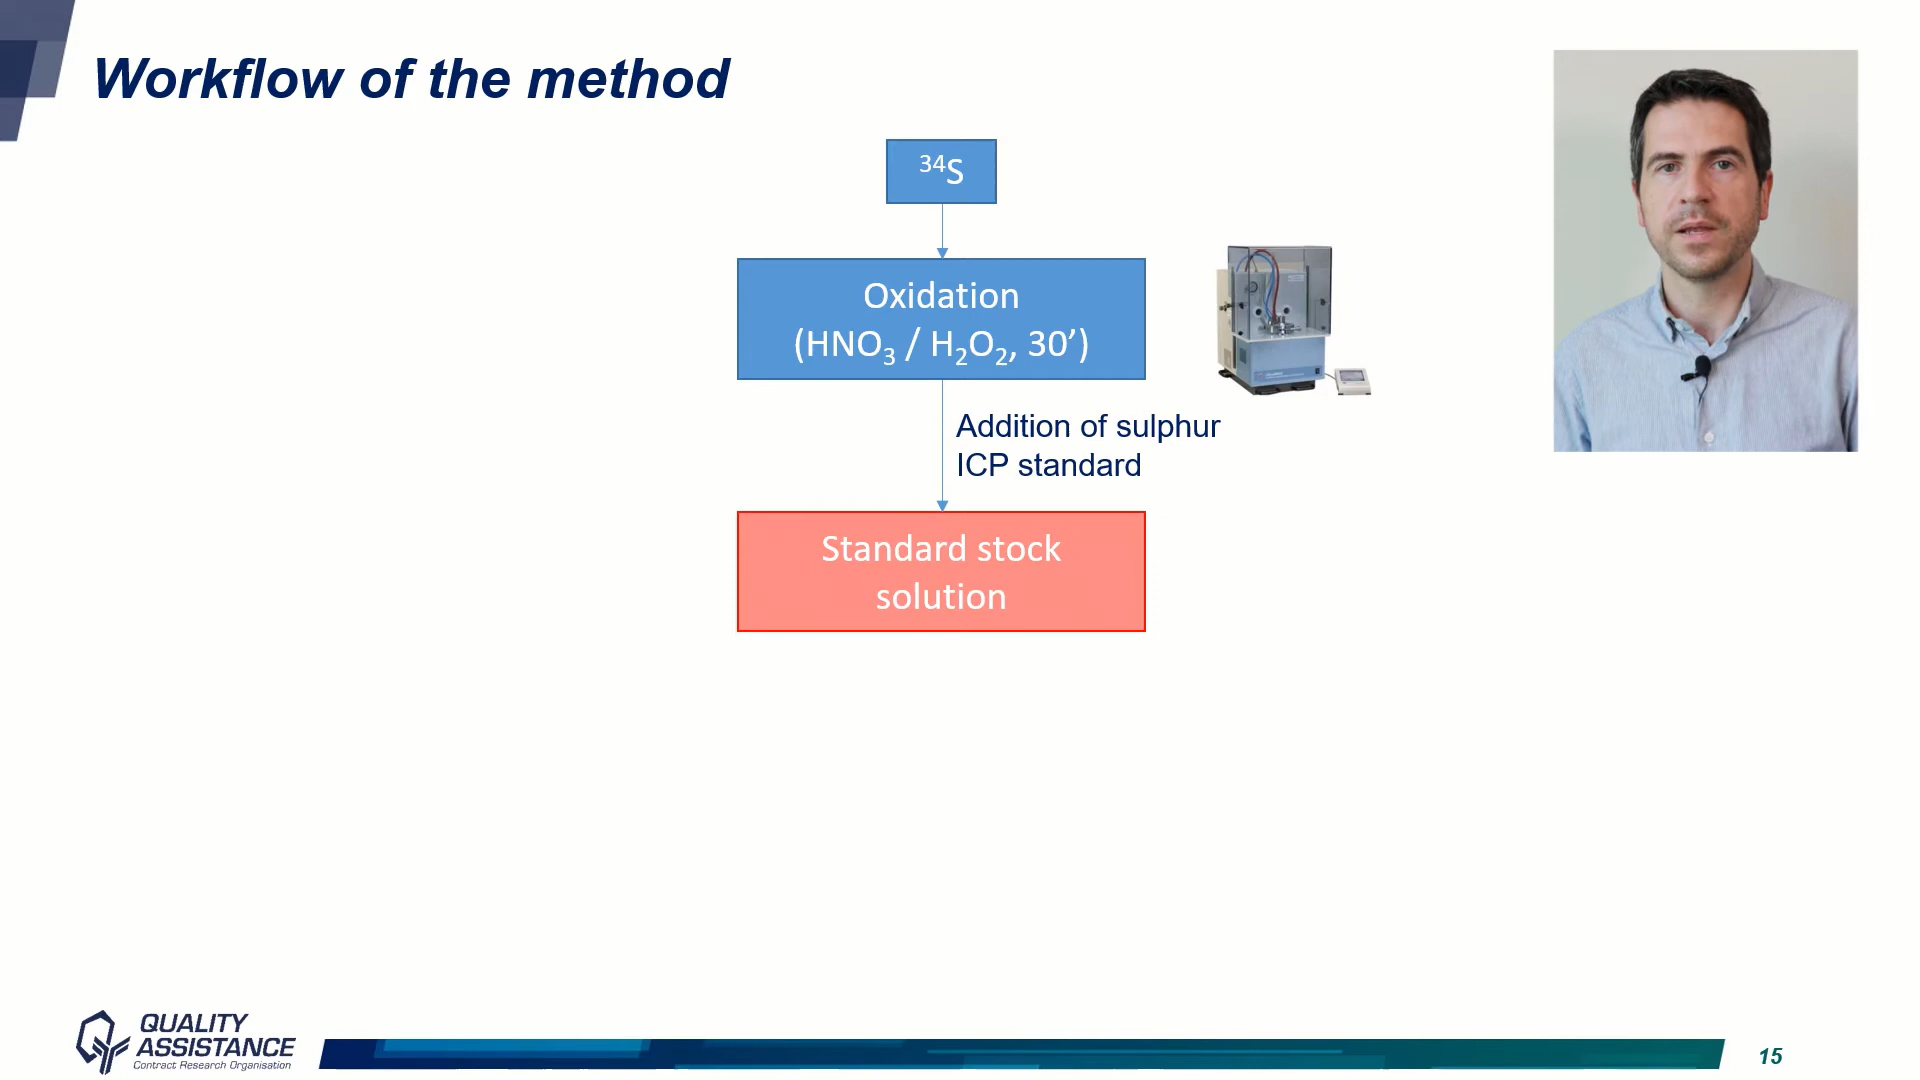 Workflow of the method
³⁴S
Oxidation
(HNO₃ / H₂O₂, 30’)
Addition of sulphur
ICP standard
Standard stock
solution
QUALITY
ASSISTANCE
Contract Research Organisation
15